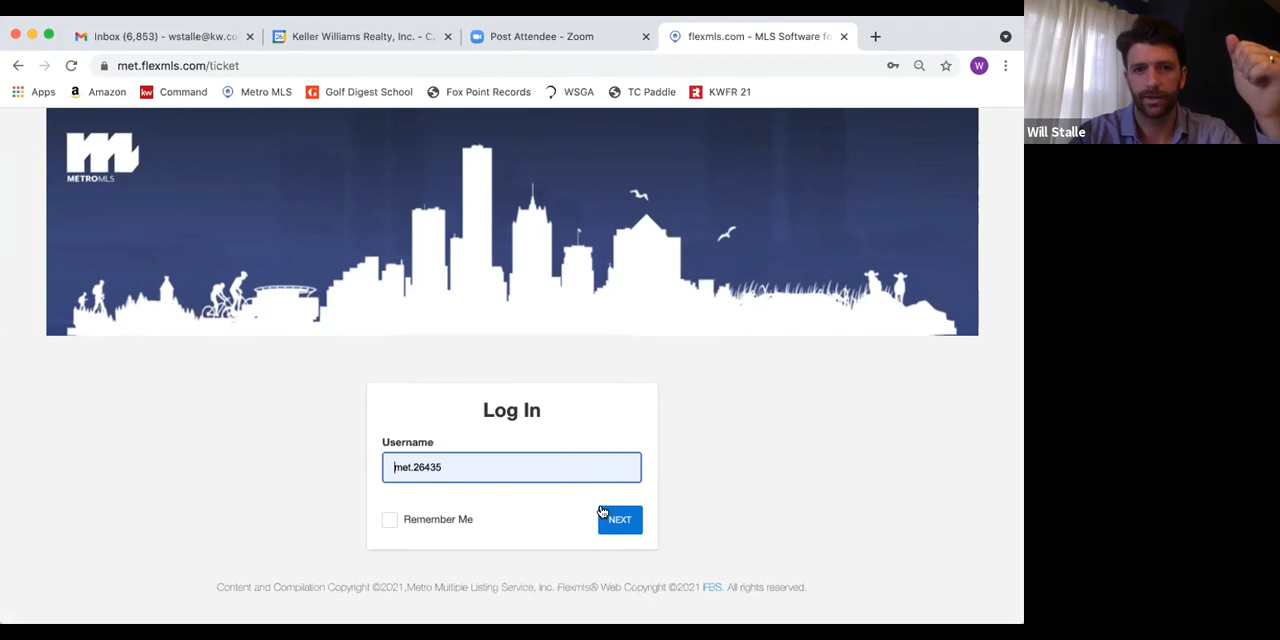 Inbox (6,853) - wstalle@kw.co
Keller Williams Realty, Inc. - Ca
Post Attendee - Zoom
flexmls.com - MLS Software fo
met.flexmls.com/ticket
W
Apps
Amazon
kw Command
Metro MLS
Golf Digest School
Fox Point Records
WSGA
TC Paddle
KWFR 21
METROMLS
Will Stalle
Log In
Username
met.26435
Remember Me
NEXT
Content and Compilation Copyright ©2021,Metro Multiple Listing Service, Inc. Flexmls® Web Copyright ©2021 FBS. All rights reserved.